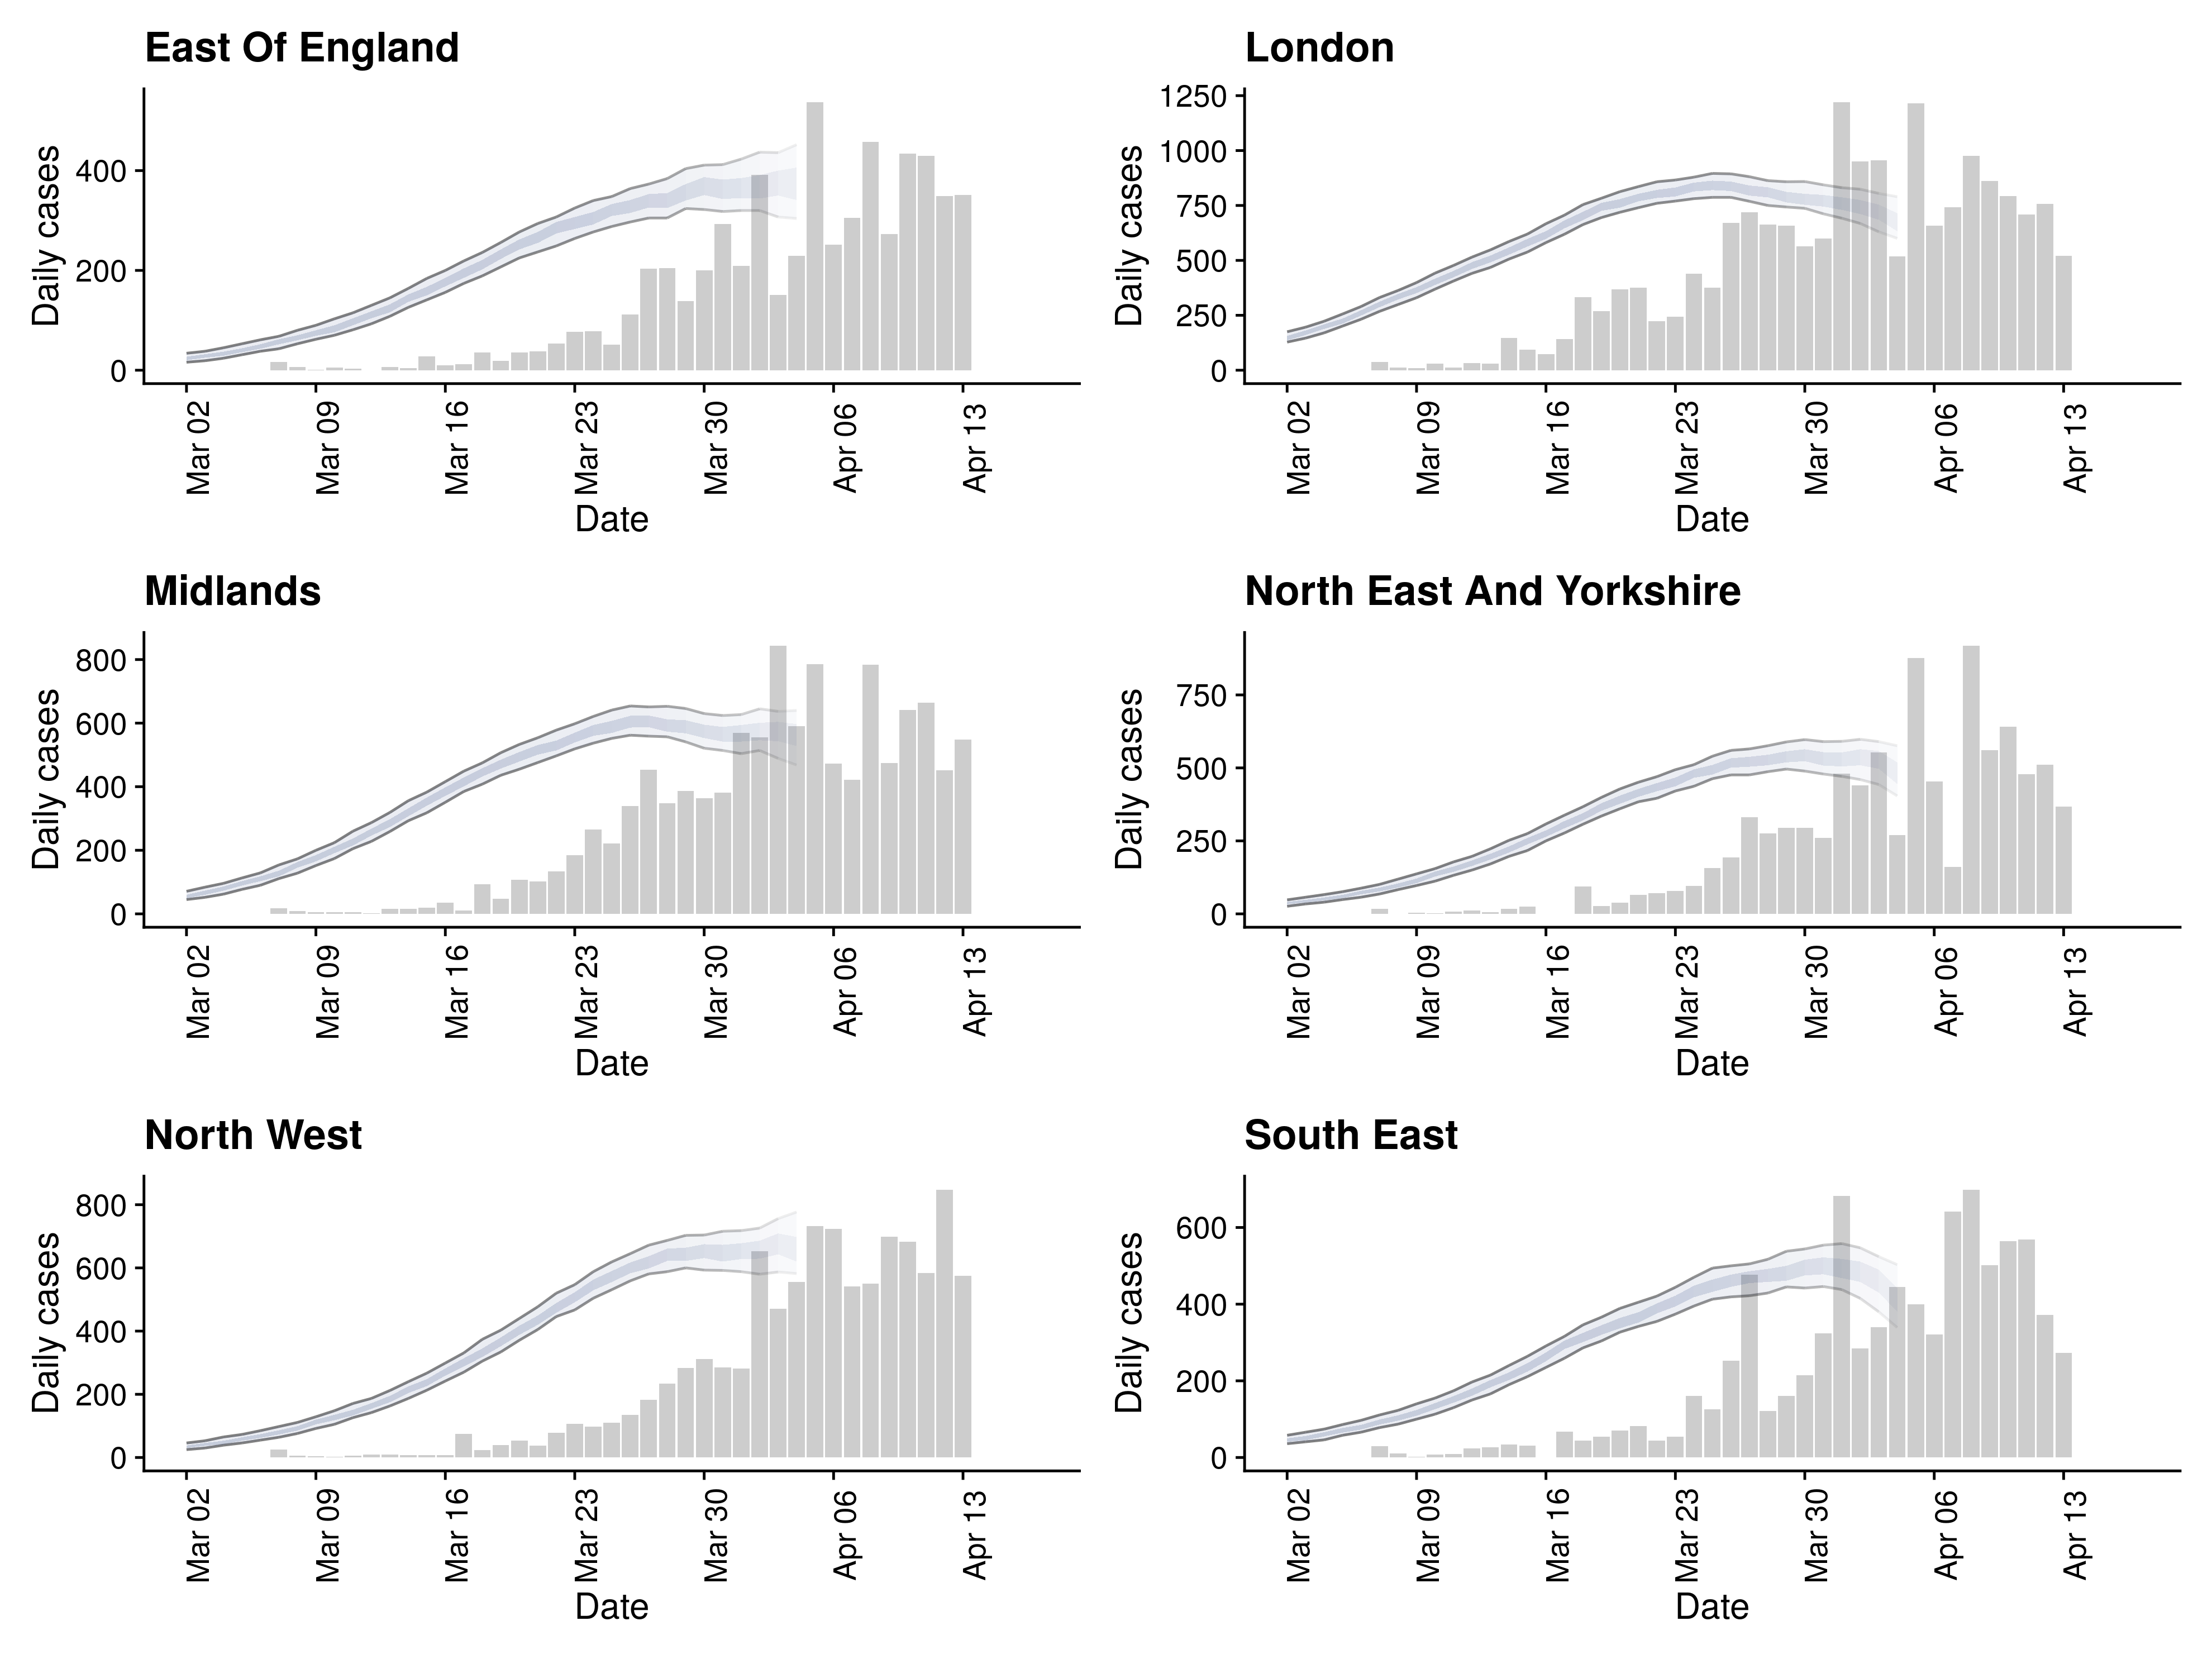 East Of England
Daily cases
400
200
0
Mar 02
Mar 09
Mar 16
Mar 23
Mar 30
Apr 06
Apr 13
Date
London
Daily cases
1250
1000
750
500
250
0
Mar 02
Mar 09
Mar 16
Mar 23
Mar 30
Apr 06
Apr 13
Date
Midlands
Daily cases
800
600
400
200
0
Mar 02
Mar 09
Mar 16
Mar 23
Mar 30
Apr 06
Apr 13
Date
North East And Yorkshire
Daily cases
750
500
250
0
Mar 02
Mar 09
Mar 16
Mar 23
Mar 30
Apr 06
Apr 13
Date
North West
Daily cases
800
600
400
200
0
Mar 02
Mar 09
Mar 16
Mar 23
Mar 30
Apr 06
Apr 13
Date
South East
Daily cases
600
400
200
0
Mar 02
Mar 09
Mar 16
Mar 23
Mar 30
Apr 06
Apr 13
Date